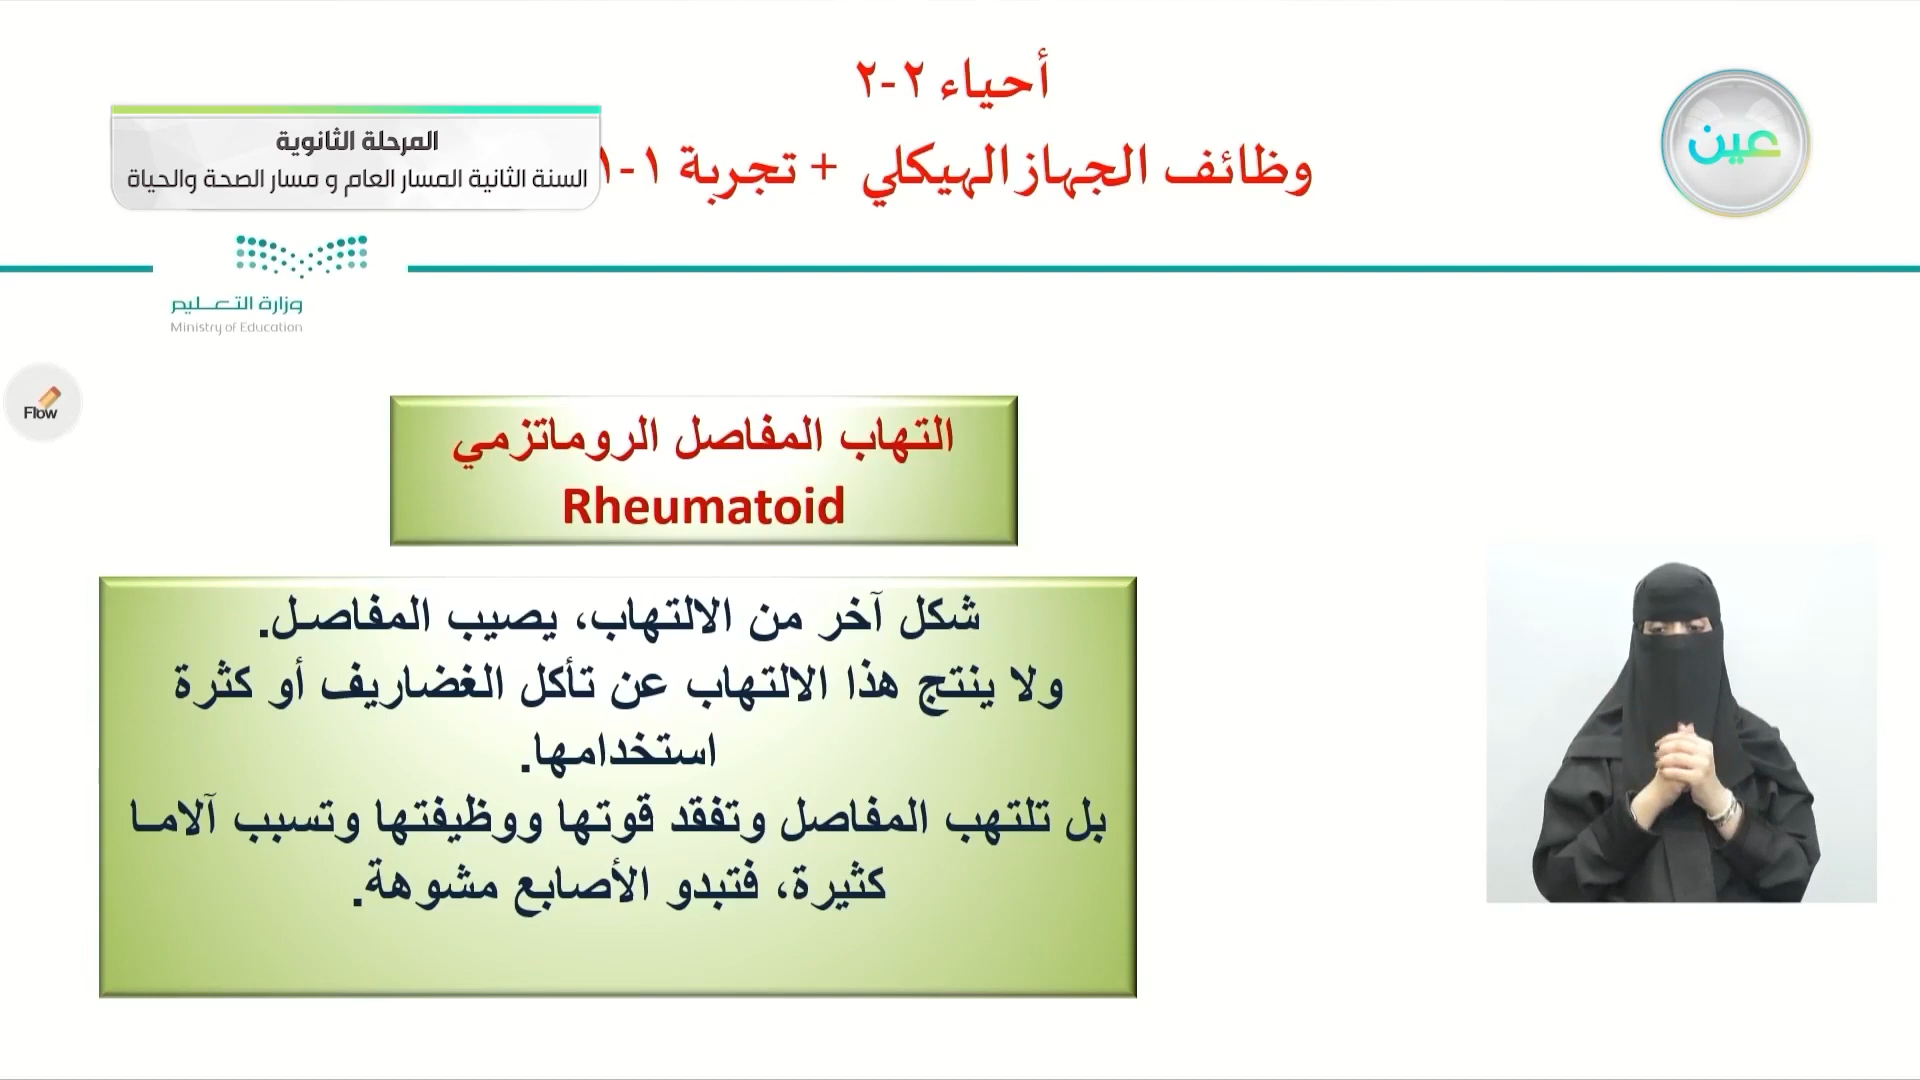 أحياء ٢-٢
وظائف الجهاز الهيكلي + تجربة ١-١
المرحلة الثانوية
السنة الثانية المسار العام و مسار الصحة والحياة
عين
وزارة التعليم
Ministry of Education
Flow
التهاب المفاصل الروماتزمي
Rheumatoid
شكل آخر من الالتهاب، يصيب المفاصل.
ولا ينتج هذا الالتهاب عن تأكل الغضاريف أو كثرة
استخدامها.
بل تلتهب المفاصل وتفقد قوتها ووظيفتها وتسبب آلاما
كثيرة، فتبدو الأصابع مشوهة.